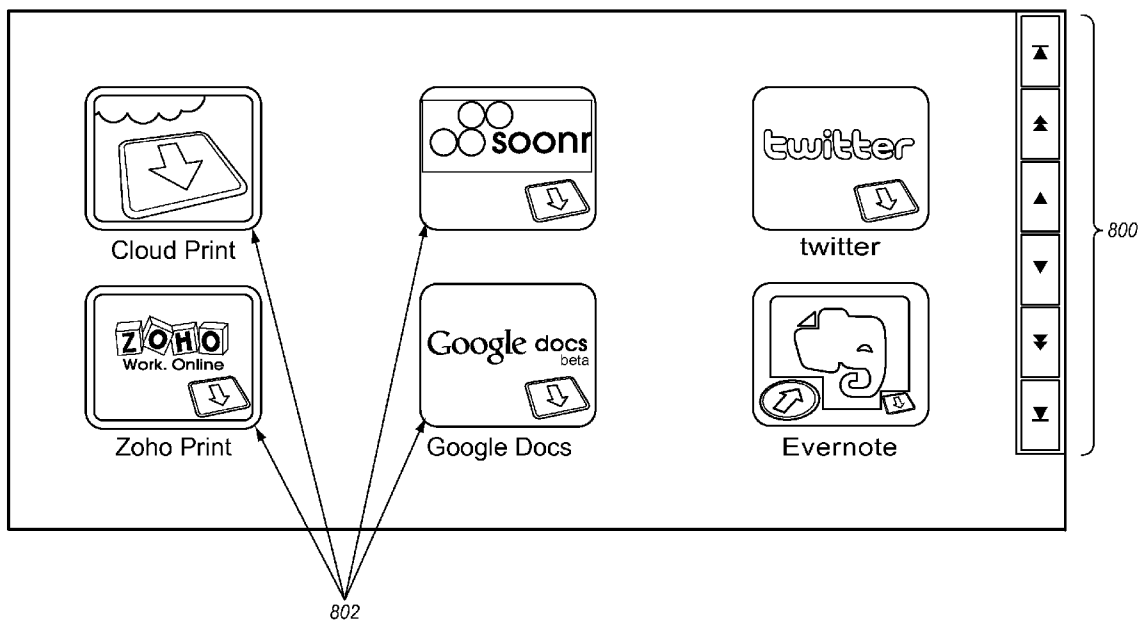 soonr
twitter
Cloud Print
twitter
800
ZOHO
Work. Online
Google docs
beta
Zoho Print
Google Docs
Evernote
802